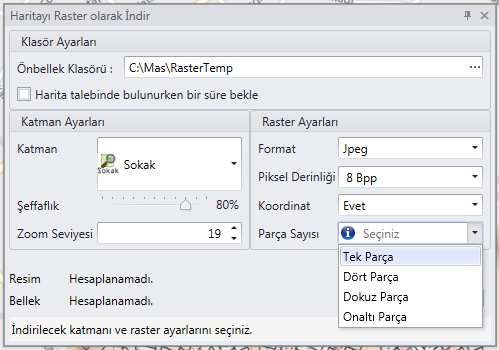 Haritayı Raster olarak İndir
Klasör Ayarları
Önbellek Klasörü : C:\Mas\RasterTemp ...
Harita talebinde bulunurken bir süre bekle
Katman Ayarları
Katman Sokak Sokak
Şeffaflık 80%
Zoom Seviyesi 19
Raster Ayarları
Format Jpeg
Piksel Derinliği 8 Bpp
Koordinat Evet
Parça Sayısı Seçiniz
Tek Parça
Dört Parça
Dokuz Parça
Onaltı Parça
Resim Hesaplanamadı.
Bellek Hesaplanamadı.
İndirilecek katmanı ve raster ayarlarını seçiniz.